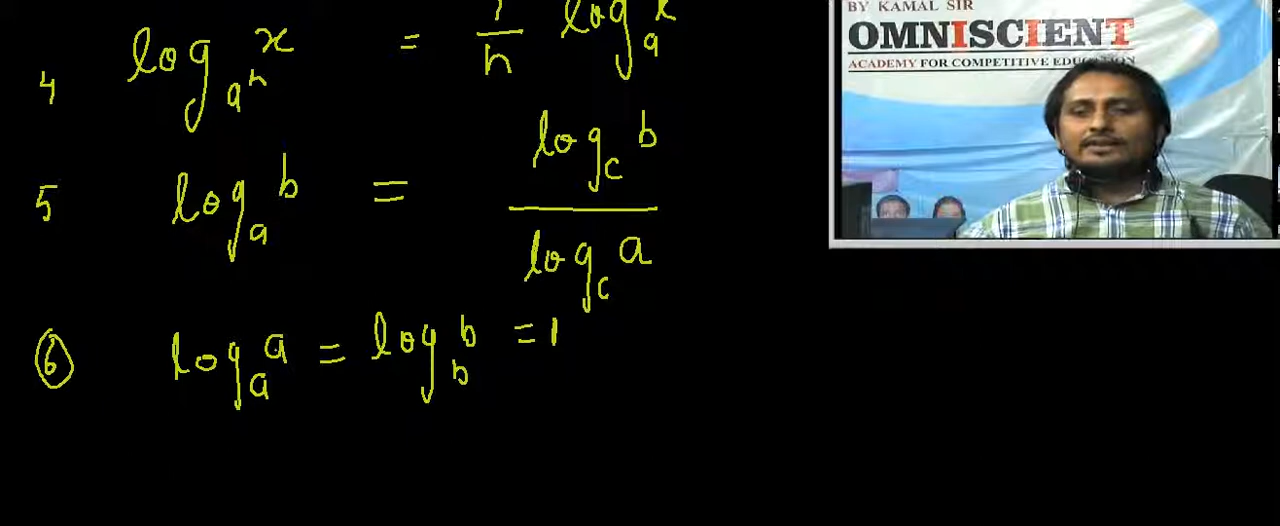 BY KAMAL SIR
OMNISCIENT
ACADEMY FOR COMPETITIVE EDUCATION
4 log_{a^n} x = 1/n log_a x
5 log_a b = log_c b / log_c a
6 log_a a = log_b b = 1